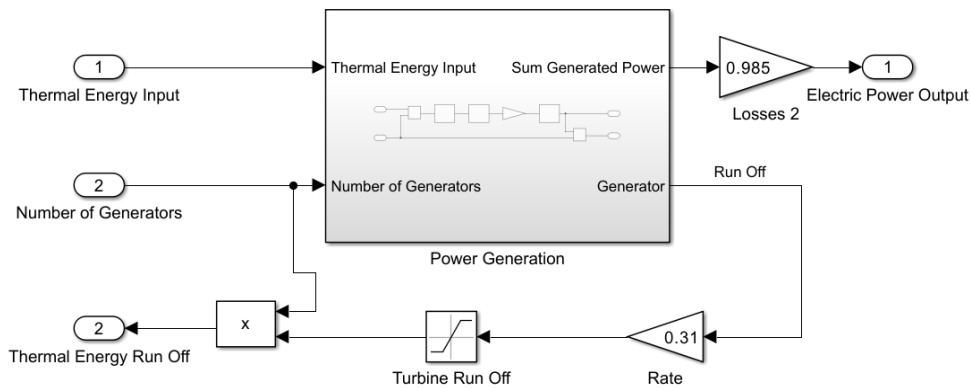 1
Thermal Energy Input
Thermal Energy Input
Sum Generated Power
0.985
Losses 2
1
Electric Power Output
2
Number of Generators
Number of Generators
Generator
Run Off
Power Generation
2
Thermal Energy Run Off
x
Turbine Run Off
0.31
Rate